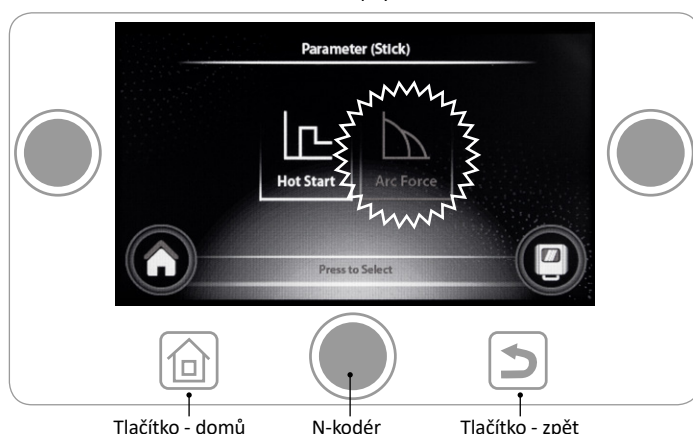 Parameter (Stick)
Hot Start
Arc Force
Press to Select
Tlačítko - domů
N-kodér
Tlačítko - zpět